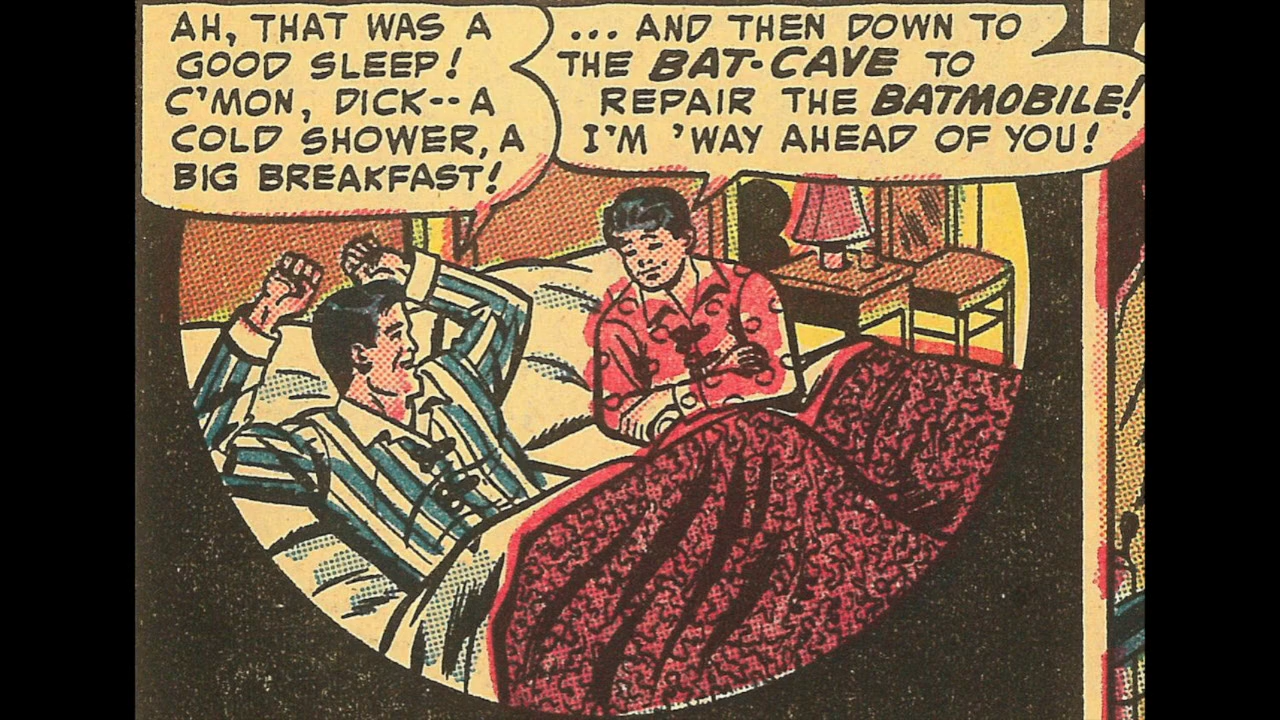 AH, THAT WAS A
GOOD SLEEP!
C'MON, DICK--A
COLD SHOWER, A
BIG BREAKFAST!
... AND THEN DOWN TO
THE BAT-CAVE TO
REPAIR THE BATMOBILE!
I'M 'WAY AHEAD OF YOU!